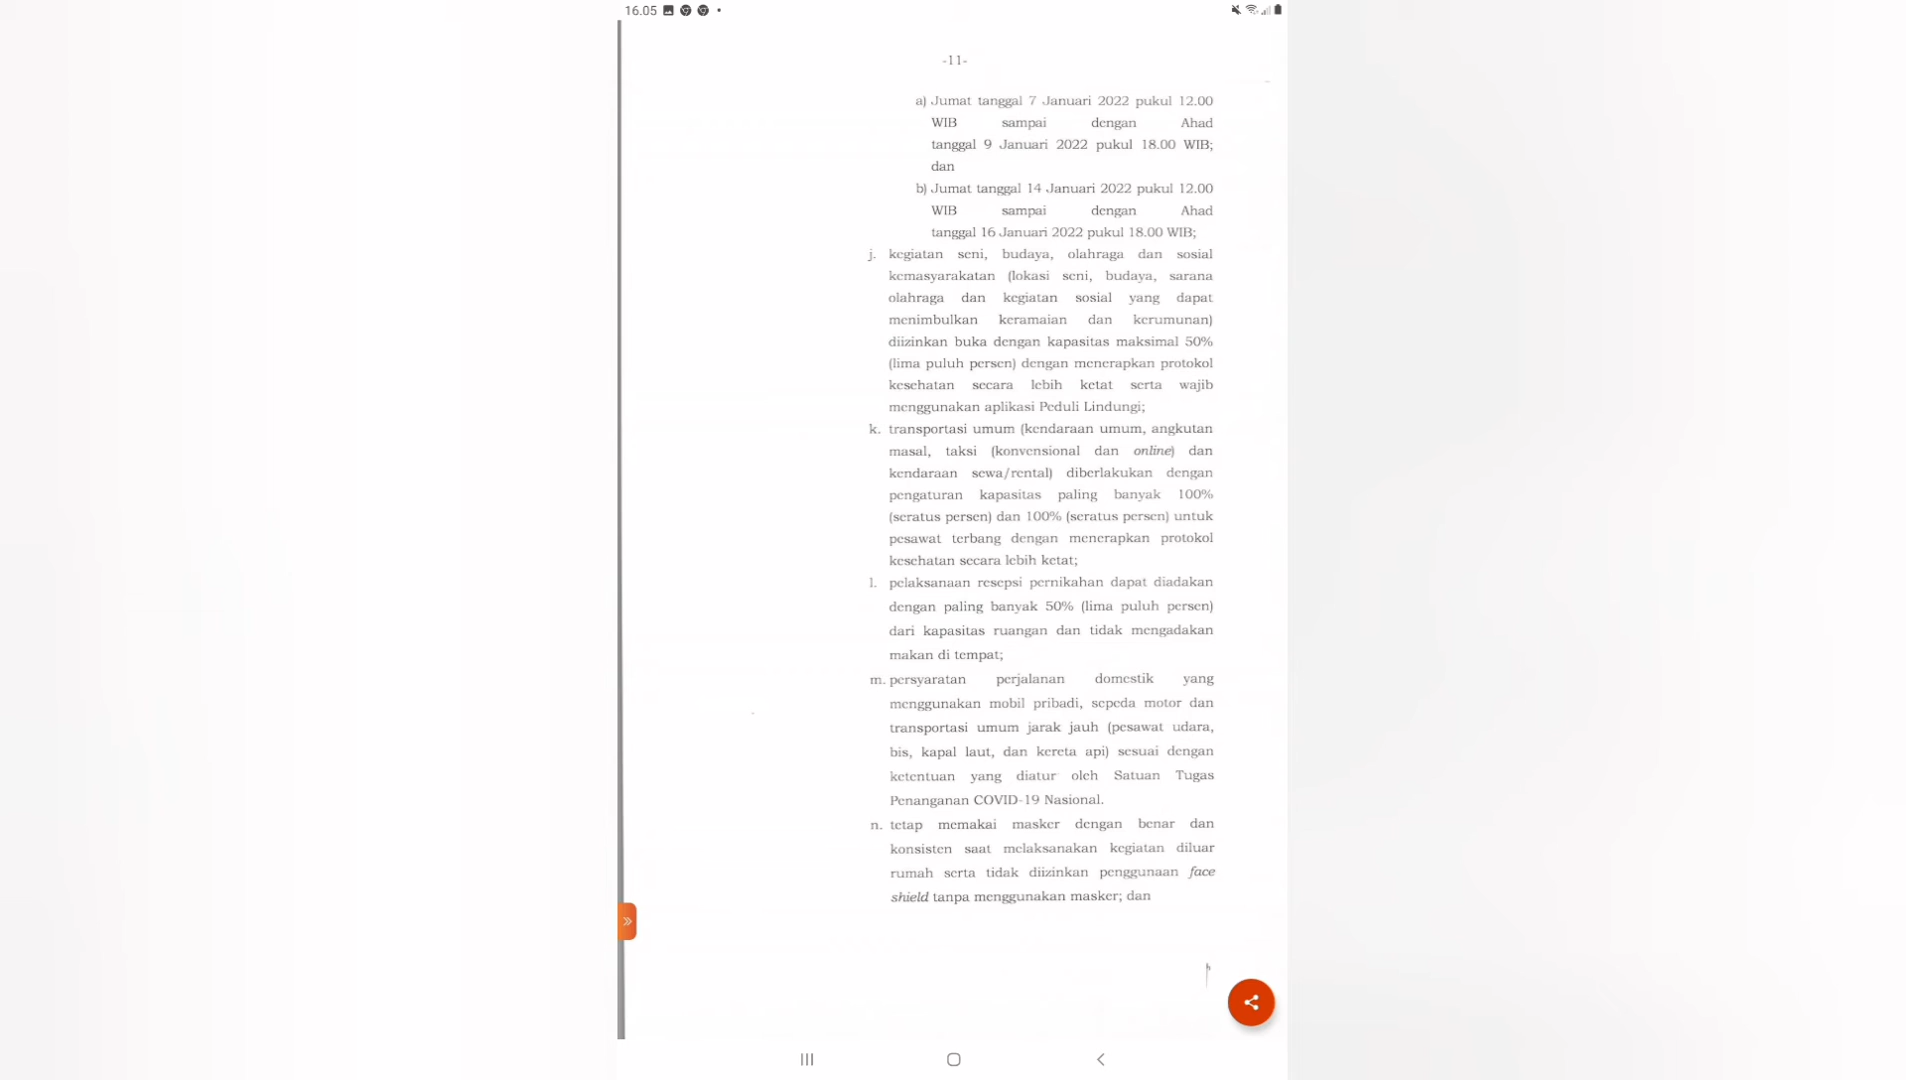 16.05
-11-
a) Jumat tanggal 7 Januari 2022 pukul 12.00
WIB sampai dengan Ahad
tanggal 9 Januari 2022 pukul 18.00 WIB;
dan
b) Jumat tanggal 14 Januari 2022 pukul 12.00
WIB sampai dengan Ahad
tanggal 16 Januari 2022 pukul 18.00 WIB;
j. kegiatan seni, budaya, olahraga dan sosial
kemasyarakatan (lokasi seni, budaya, sarana
olahraga dan kegiatan sosial yang dapat
menimbulkan keramaian dan kerumunan)
diizinkan buka dengan kapasitas maksimal 50%
(lima puluh persen) dengan menerapkan protokol
kesehatan secara lebih ketat serta wajib
menggunakan aplikasi Peduli Lindungi;
k. transportasi umum (kendaraan umum, angkutan
masal, taksi (konvensional dan online) dan
kendaraan sewa/rental) diberlakukan dengan
pengaturan kapasitas paling banyak 100%
(seratus persen) dan 100% (seratus persen) untuk
pesawat terbang dengan menerapkan protokol
kesehatan secara lebih ketat;
l. pelaksanaan resepsi pernikahan dapat diadakan
dengan paling banyak 50% (lima puluh persen)
dari kapasitas ruangan dan tidak mengadakan
makan di tempat;
m. persyaratan perjalanan domestik yang
menggunakan mobil pribadi, sepeda motor dan
transportasi umum jarak jauh (pesawat udara,
bis, kapal laut, dan kereta api) sesuai dengan
ketentuan yang diatur oleh Satuan Tugas
Penanganan COVID-19 Nasional.
n. tetap memakai masker dengan benar dan
konsisten saat melaksanakan kegiatan diluar
rumah serta tidak diizinkan penggunaan face
shield tanpa menggunakan masker; dan